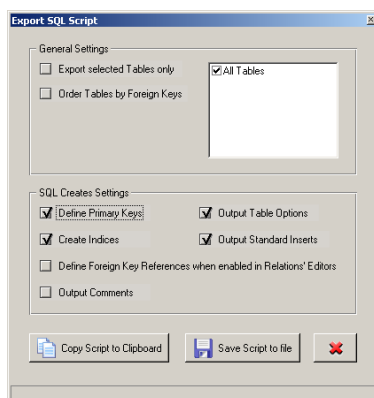 Export SQL Script
General Settings
Export selected Tables only
All Tables
Order Tables by Foreign Keys
SQL Creates Settings
Define Primary Keys
Output Table Options
Create Indices
Output Standard Inserts
Define Foreign Key References when enabled in Relations' Editors
Output Comments
Copy Script to Clipboard
Save Script to file